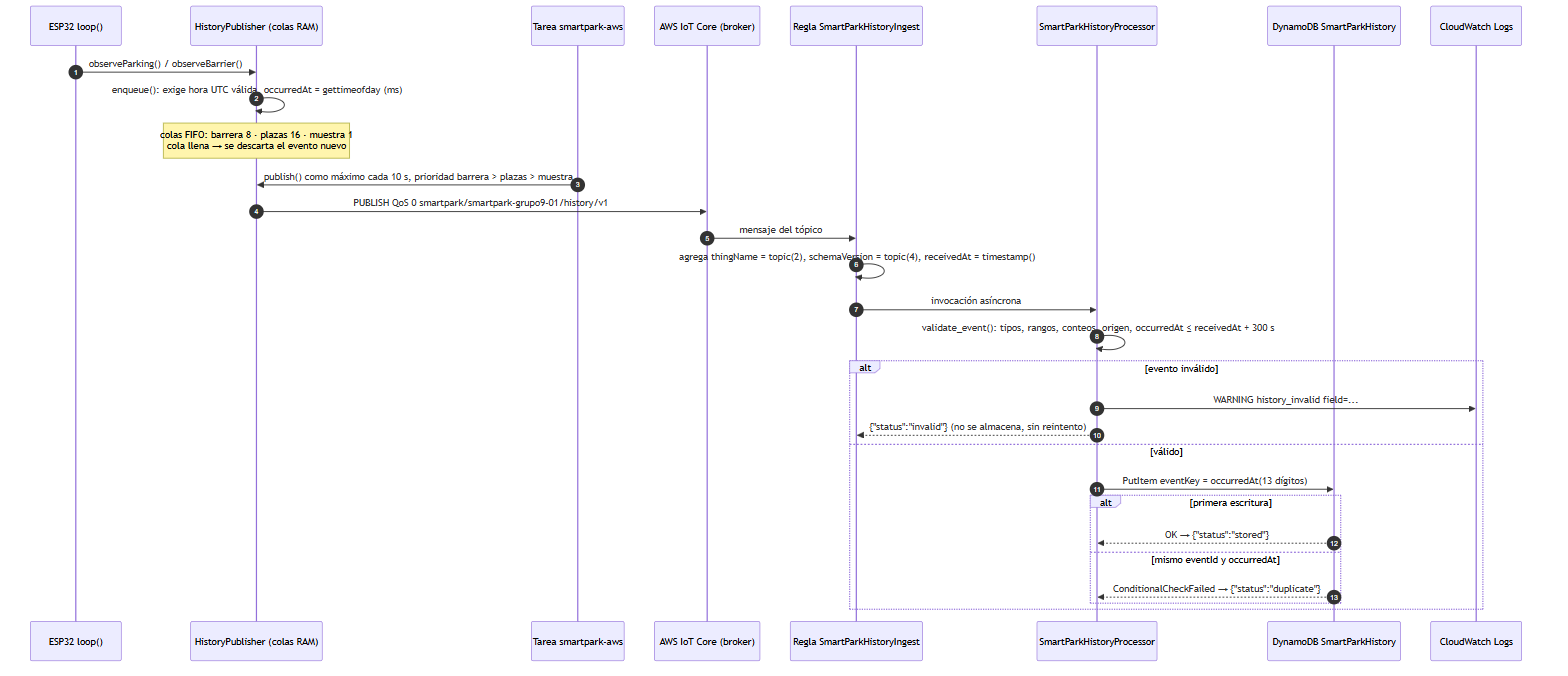 ESP32 loop()
HistoryPublisher (colas RAM)
Tarea smartpark-aws
AWS IoT Core (broker)
Regla SmartParkHistoryIngest
SmartParkHistoryProcessor
DynamoDB SmartParkHistory
CloudWatch Logs
observeParking() / observeBarrier()
1
enqueue(): exige hora UTC válida, occurredAt = gettimeofday (ms)
2
colas FIFO: barrera 8 · plazas 16 · muestra 1
cola llena → se descarta el evento nuevo
publish() como máximo cada 10 s, prioridad barrera > plazas > muestra
3
PUBLISH QoS 0 smartpark/smartpark-grupo9-01/history/v1
4
mensaje del tópico
5
agrega thingName = topic(2), schemaVersion = topic(4), receivedAt = timestamp()
6
invocación asíncrona
7
validate_event(): tipos, rangos, conteos, origen, occurredAt ≤ receivedAt + 300 s
8
alt
[evento inválido]
WARNING history_invalid field=...
9
{"status":"invalid"} (no se almacena, sin reintento)
10
[válido]
PutItem eventKey = occurredAt(13 dígitos)
11
alt
[primera escritura]
OK → {"status":"stored"}
12
[mismo eventId y occurredAt]
ConditionalCheckFailed → {"status":"duplicate"}
13
ESP32 loop()
HistoryPublisher (colas RAM)
Tarea smartpark-aws
AWS IoT Core (broker)
Regla SmartParkHistoryIngest
SmartParkHistoryProcessor
DynamoDB SmartParkHistory
CloudWatch Logs